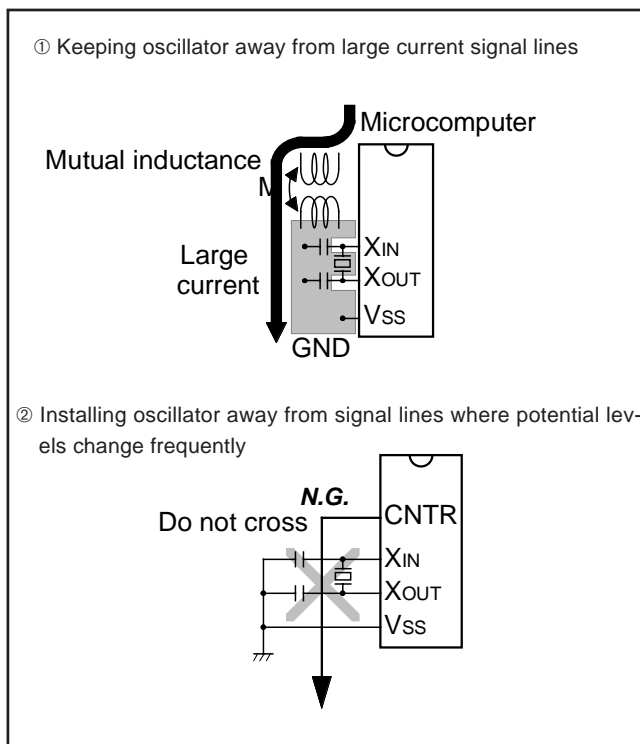 ① Keeping oscillator away from large current signal lines
Microcomputer
Mutual inductance
M
XIN
Large
current
XOUT
VSS
GND
② Installing oscillator away from signal lines where potential lev-
els change frequently
N.G.
Do not cross
CNTR
XIN
XOUT
VSS